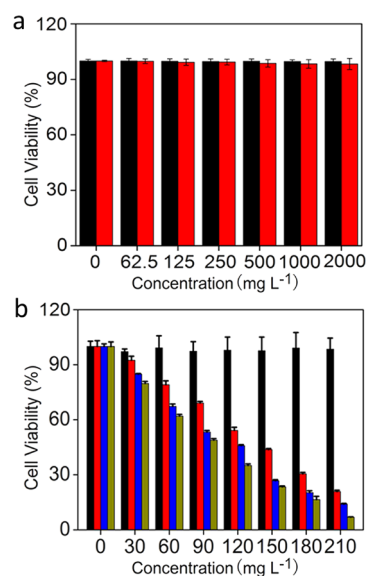 a
120
90
60
30
0
Cell Viability (%)
0 62.5 125 250 500 1000 2000
Concentration (mg L-1)
b
120
90
60
30
0
Cell Viability (%)
0 30 60 90 120 150 180 210
Concentration (mg L-1)